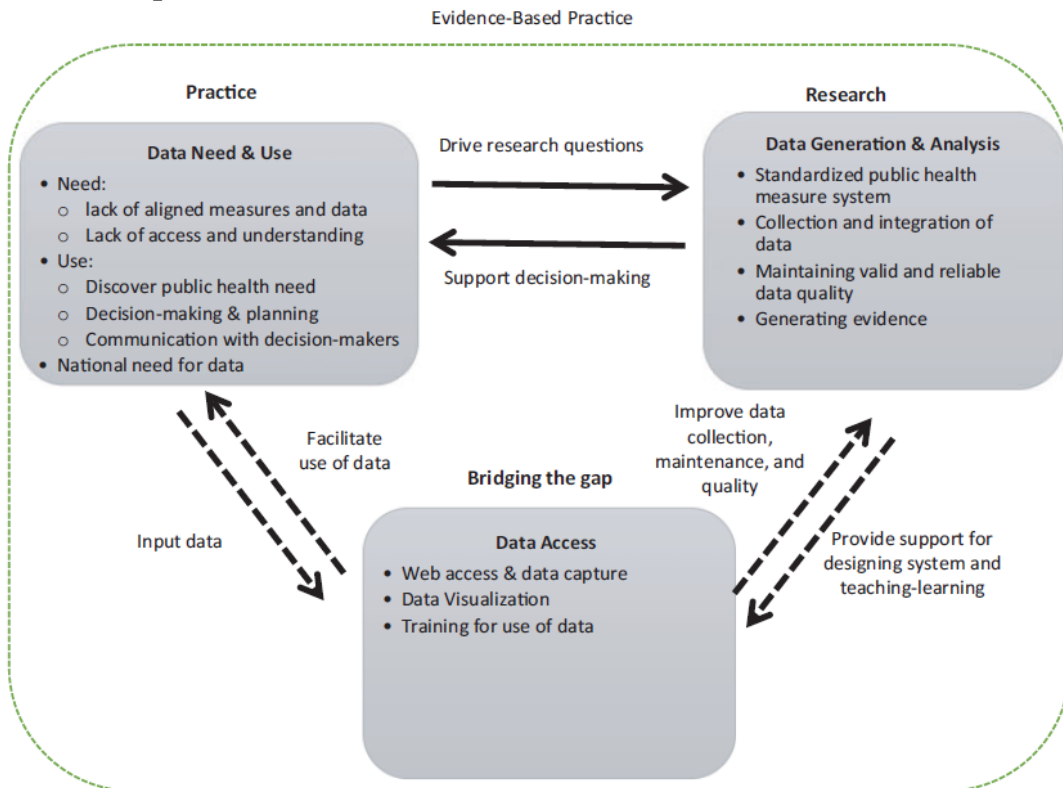 Evidence-Based Practice
Practice
Data Need & Use
• Need:
o lack of aligned measures and data
o Lack of access and understanding
• Use:
o Discover public health need
o Decision-making & planning
o Communication with decision-makers
• National need for data
Drive research questions
Support decision-making
Research
Data Generation & Analysis
• Standardized public health
measure system
• Collection and integration of
data
• Maintaining valid and reliable
data quality
• Generating evidence
Facilitate
use of data
Input data
Improve data
collection,
maintenance, and
quality
Provide support for
designing system and
teaching-learning
Bridging the gap
Data Access
• Web access & data capture
• Data Visualization
• Training for use of data